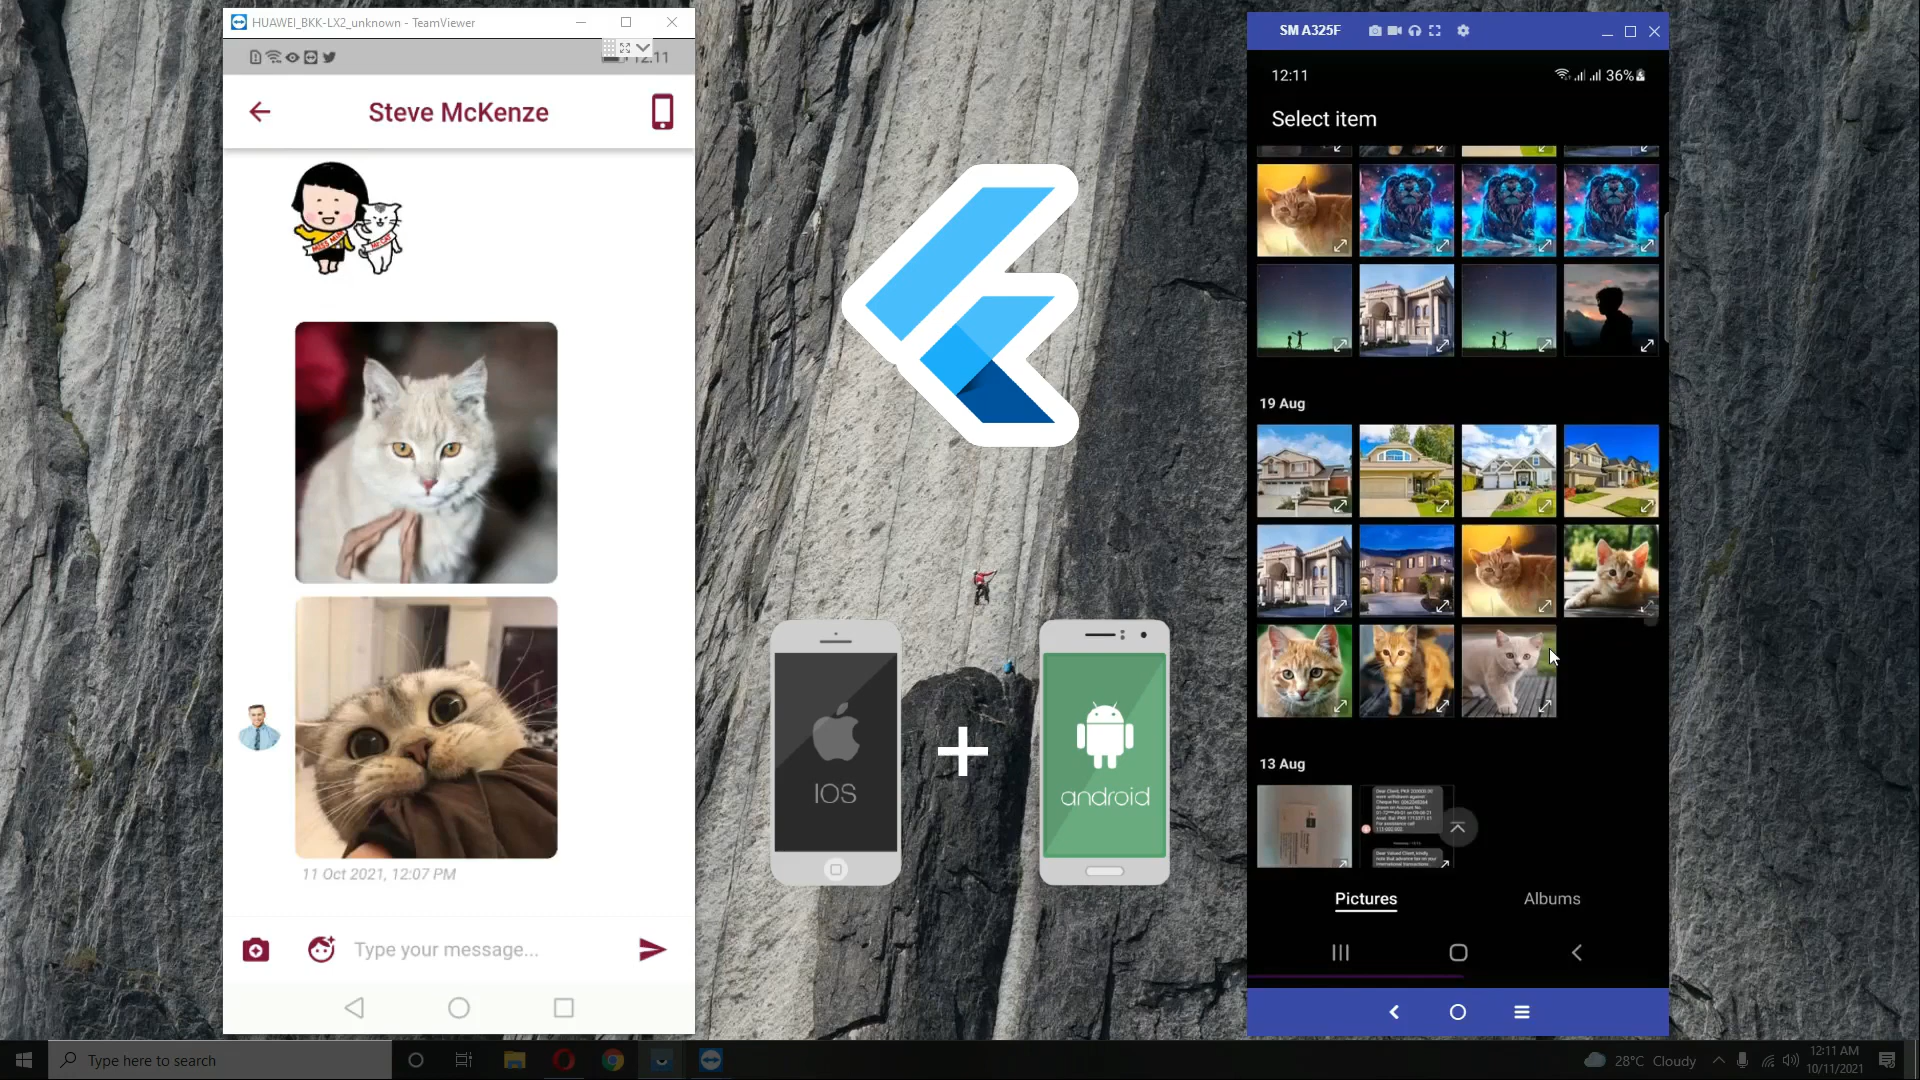 HUAWEI_BKK-LX2_unknown - TeamViewer
12:11
Steve McKenze
MISS MIMI
11 Oct 2021, 12:07 PM
Type your message...
IOS
android
SM A325F
12:11
36%
Select item
19 Aug
13 Aug
Pictures
Albums
Type here to search
28°C Cloudy
12:11 AM
10/11/2021